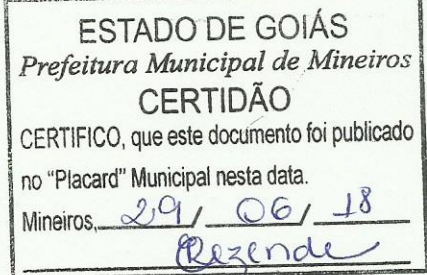 ESTADO DE GOIÁS
Prefeitura Municipal de Mineiros
CERTIDÃO
CERTIFICO, que este documento foi publicado
no "Placard" Municipal nesta data.
Mineiros, 29 / 06 / 18
Rezende